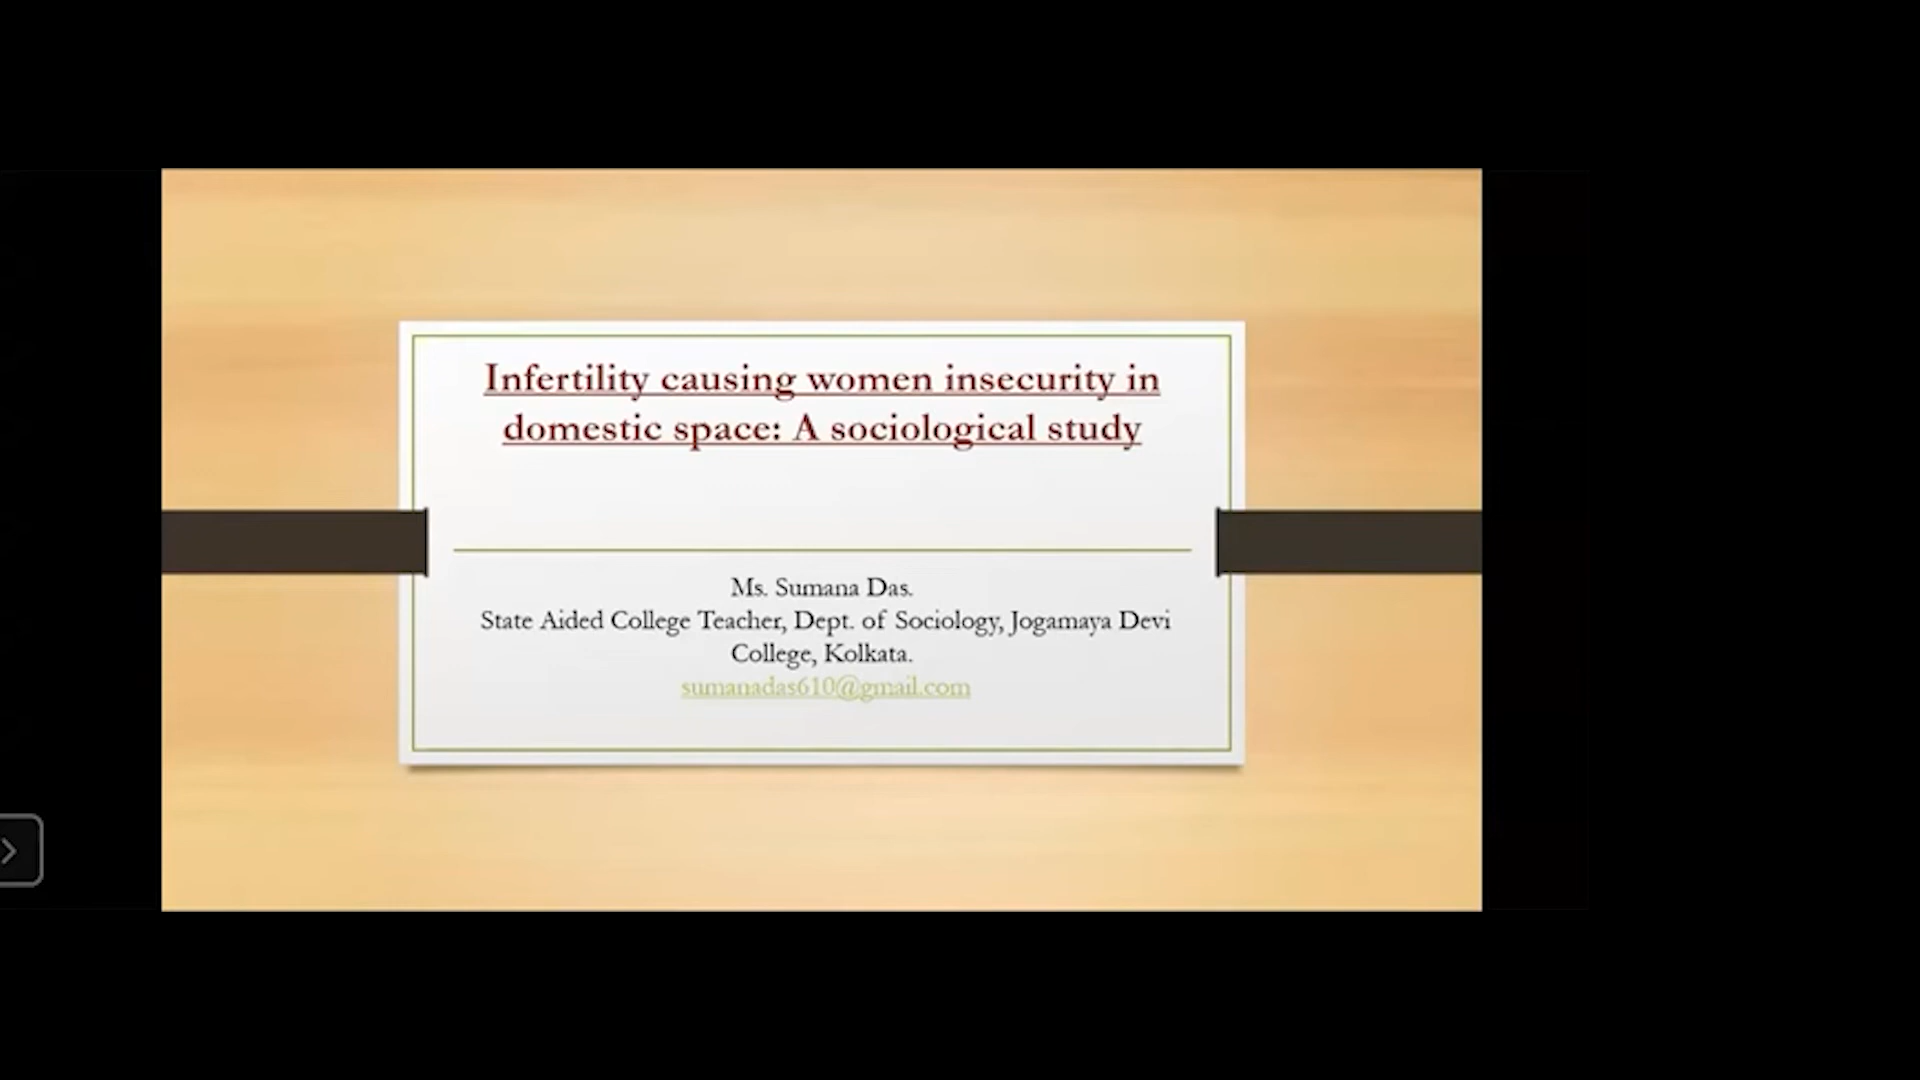 Infertility causing women insecurity in
domestic space: A sociological study
Ms. Sumana Das.
State Aided College Teacher, Dept. of Sociology, Jogamaya Devi
College, Kolkata.
sumanadas610@gmail.com